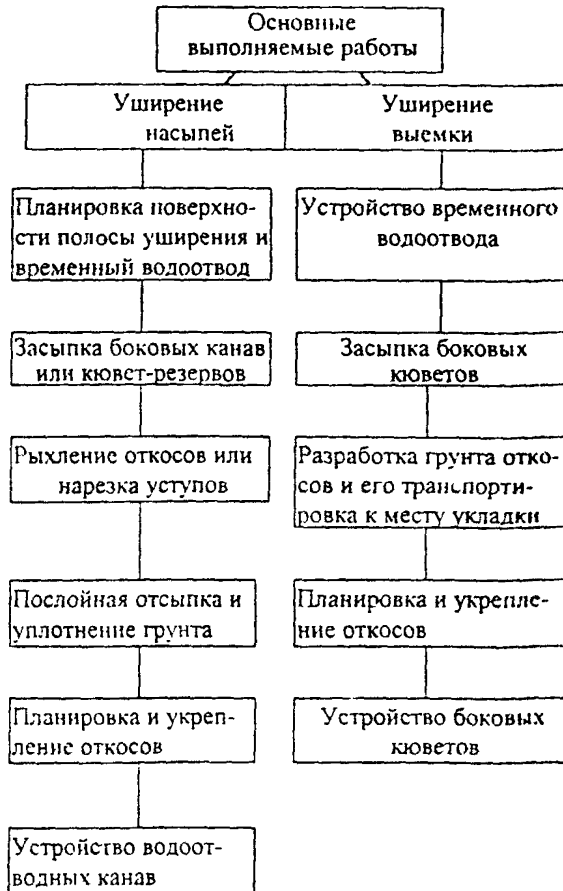 Основные
выполняемые работы
Уширение
насыпей
Уширение
выемки
Планировка поверхно-
сти полосы уширения и
временный водоотвод
Устройство временного
водоотвода
Засыпка боковых канав
или кювет-резервов
Засыпка боковых
кюветов
Рыхление откосов или
нарезка уступов
Разработка грунта отко-
сов и его транспорти-
ровка к месту укладки
Послойная отсыпка и
уплотнение грунта
Планировка и укрепле-
ние откосов
Планировка и укреп-
ление откосов
Устройство боковых
кюветов
Устройство водоот-
водных канав